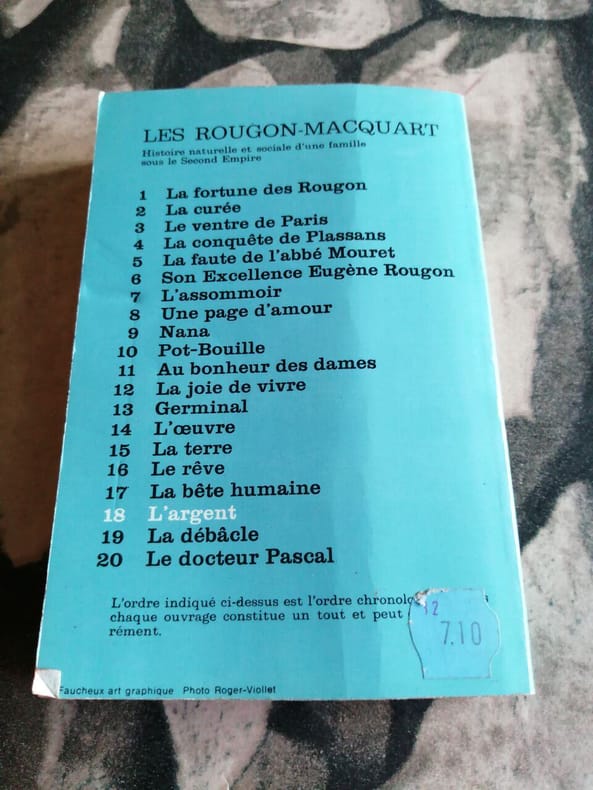 LES ROUGON-MACQUART
Histoire naturelle et sociale d'une famille
sous le Second Empire
1 La fortune des Rougon
2 La curée
3 Le ventre de Paris
4 La conquête de Plassans
5 La faute de l'abbé Mouret
6 Son Excellence Eugène Rougon
7 L'assommoir
8 Une page d'amour
9 Nana
10 Pot-Bouille
11 Au bonheur des dames
12 La joie de vivre
13 Germinal
14 L'œuvre
15 La terre
16 Le rêve
17 La bête humaine
18 L'argent
19 La débâcle
20 Le docteur Pascal
L'ordre indiqué ci-dessus est l'ordre
chaque ouvrage constitue un tout et peut
rément.
12
7.10
Faucheux art graphique Photo Roger-Viollet